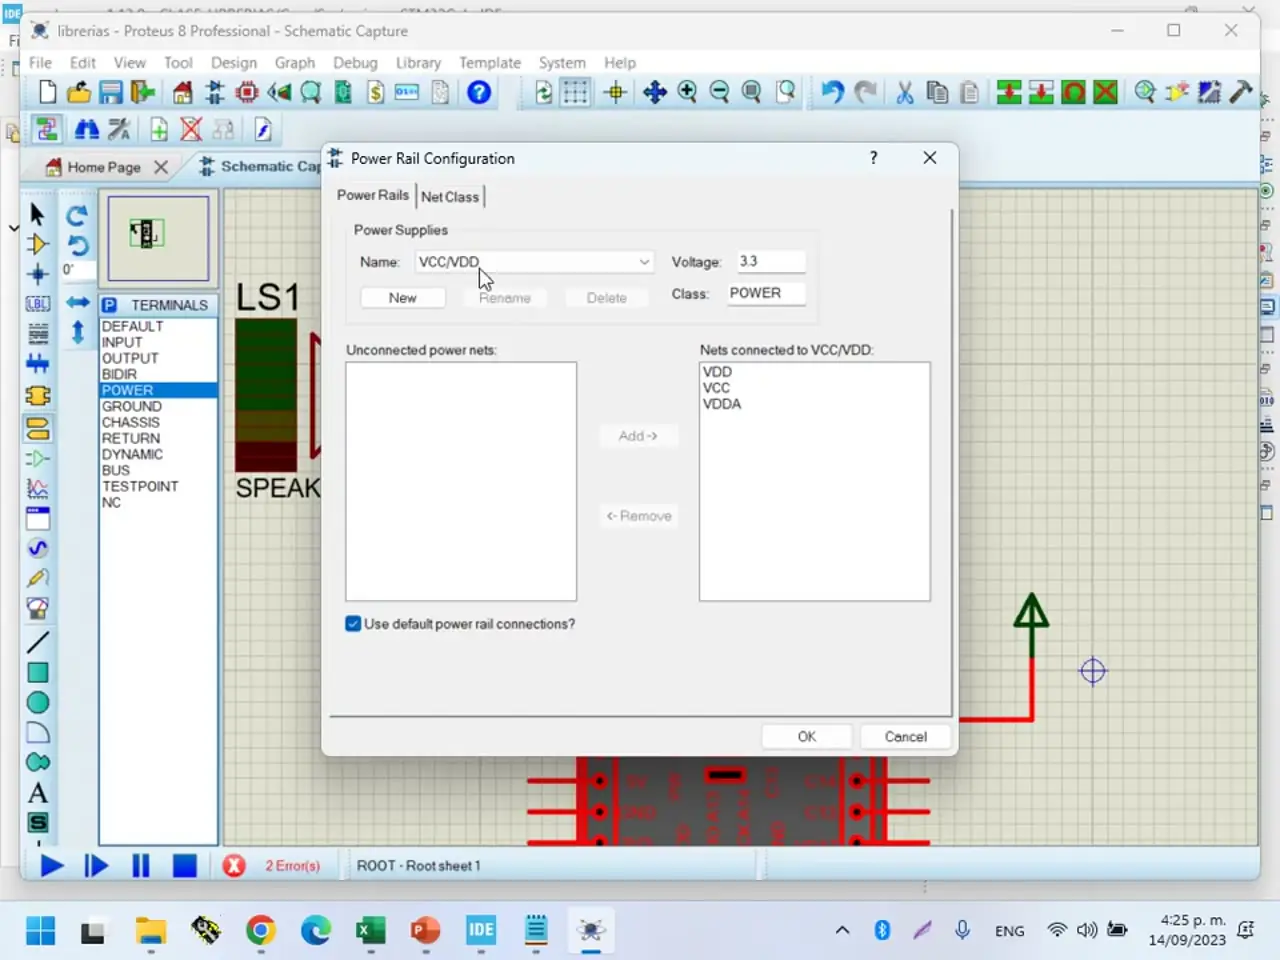 IDE
librerias - Proteus 8 Professional - Schematic Capture
File Edit View Tool Design Graph Debug Library Template System Help
Home Page
Schematic Cap
Power Rail Configuration
?
Power Rails
Net Class
Power Supplies
Name: VCC/VDD
Voltage: 3.3
New
Rename
Delete
Class: POWER
Unconnected power nets:
Nets connected to VCC/VDD:
VDD
VCC
VDDA
Add ->
<- Remove
Use default power rail connections?
OK
Cancel
0°
LBL
A
S
P
TERMINALS
DEFAULT
INPUT
OUTPUT
BIDIR
POWER
GROUND
CHASSIS
RETURN
DYNAMIC
BUS
TESTPOINT
NC
LS1
SPEAK
2 Error(s)
ROOT - Root sheet 1
IDE
ENG
4:25 p. m.
14/09/2023